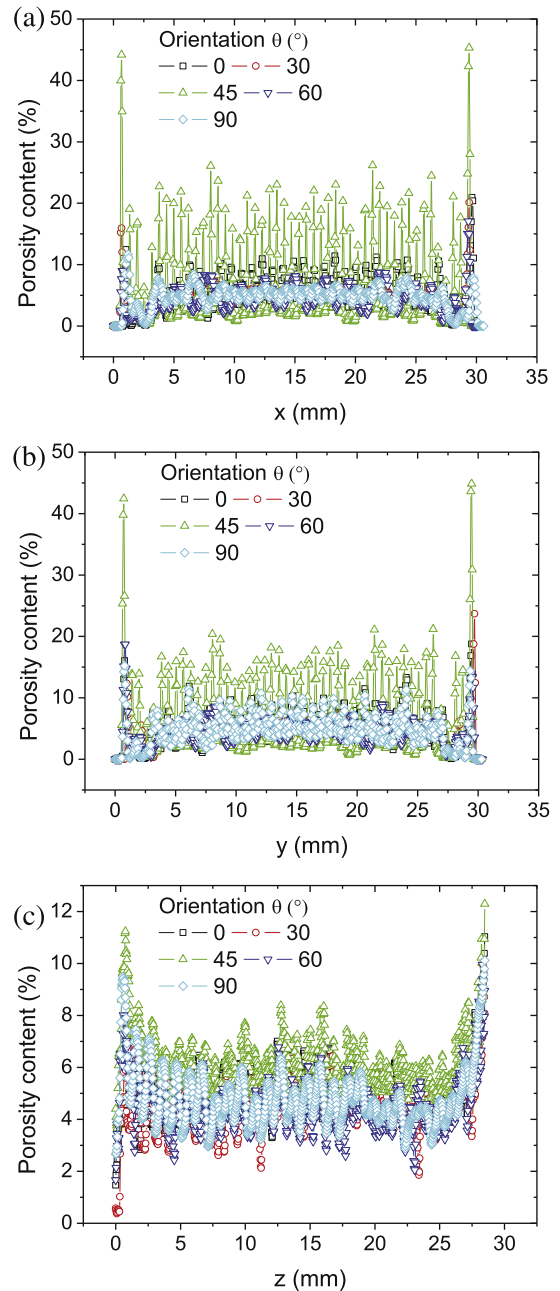 (a)
Orientation θ (°)
0 30
45 60
90
50
40
30
20
10
0
Porosity content (%)
0 5 10 15 20 25 30 35
x (mm)
(b)
Orientation θ (°)
0 30
45 60
90
50
40
30
20
10
0
Porosity content (%)
0 5 10 15 20 25 30 35
y (mm)
(c)
Orientation θ (°)
0 30
45 60
90
12
10
8
6
4
2
0
Porosity content (%)
0 5 10 15 20 25 30
z (mm)